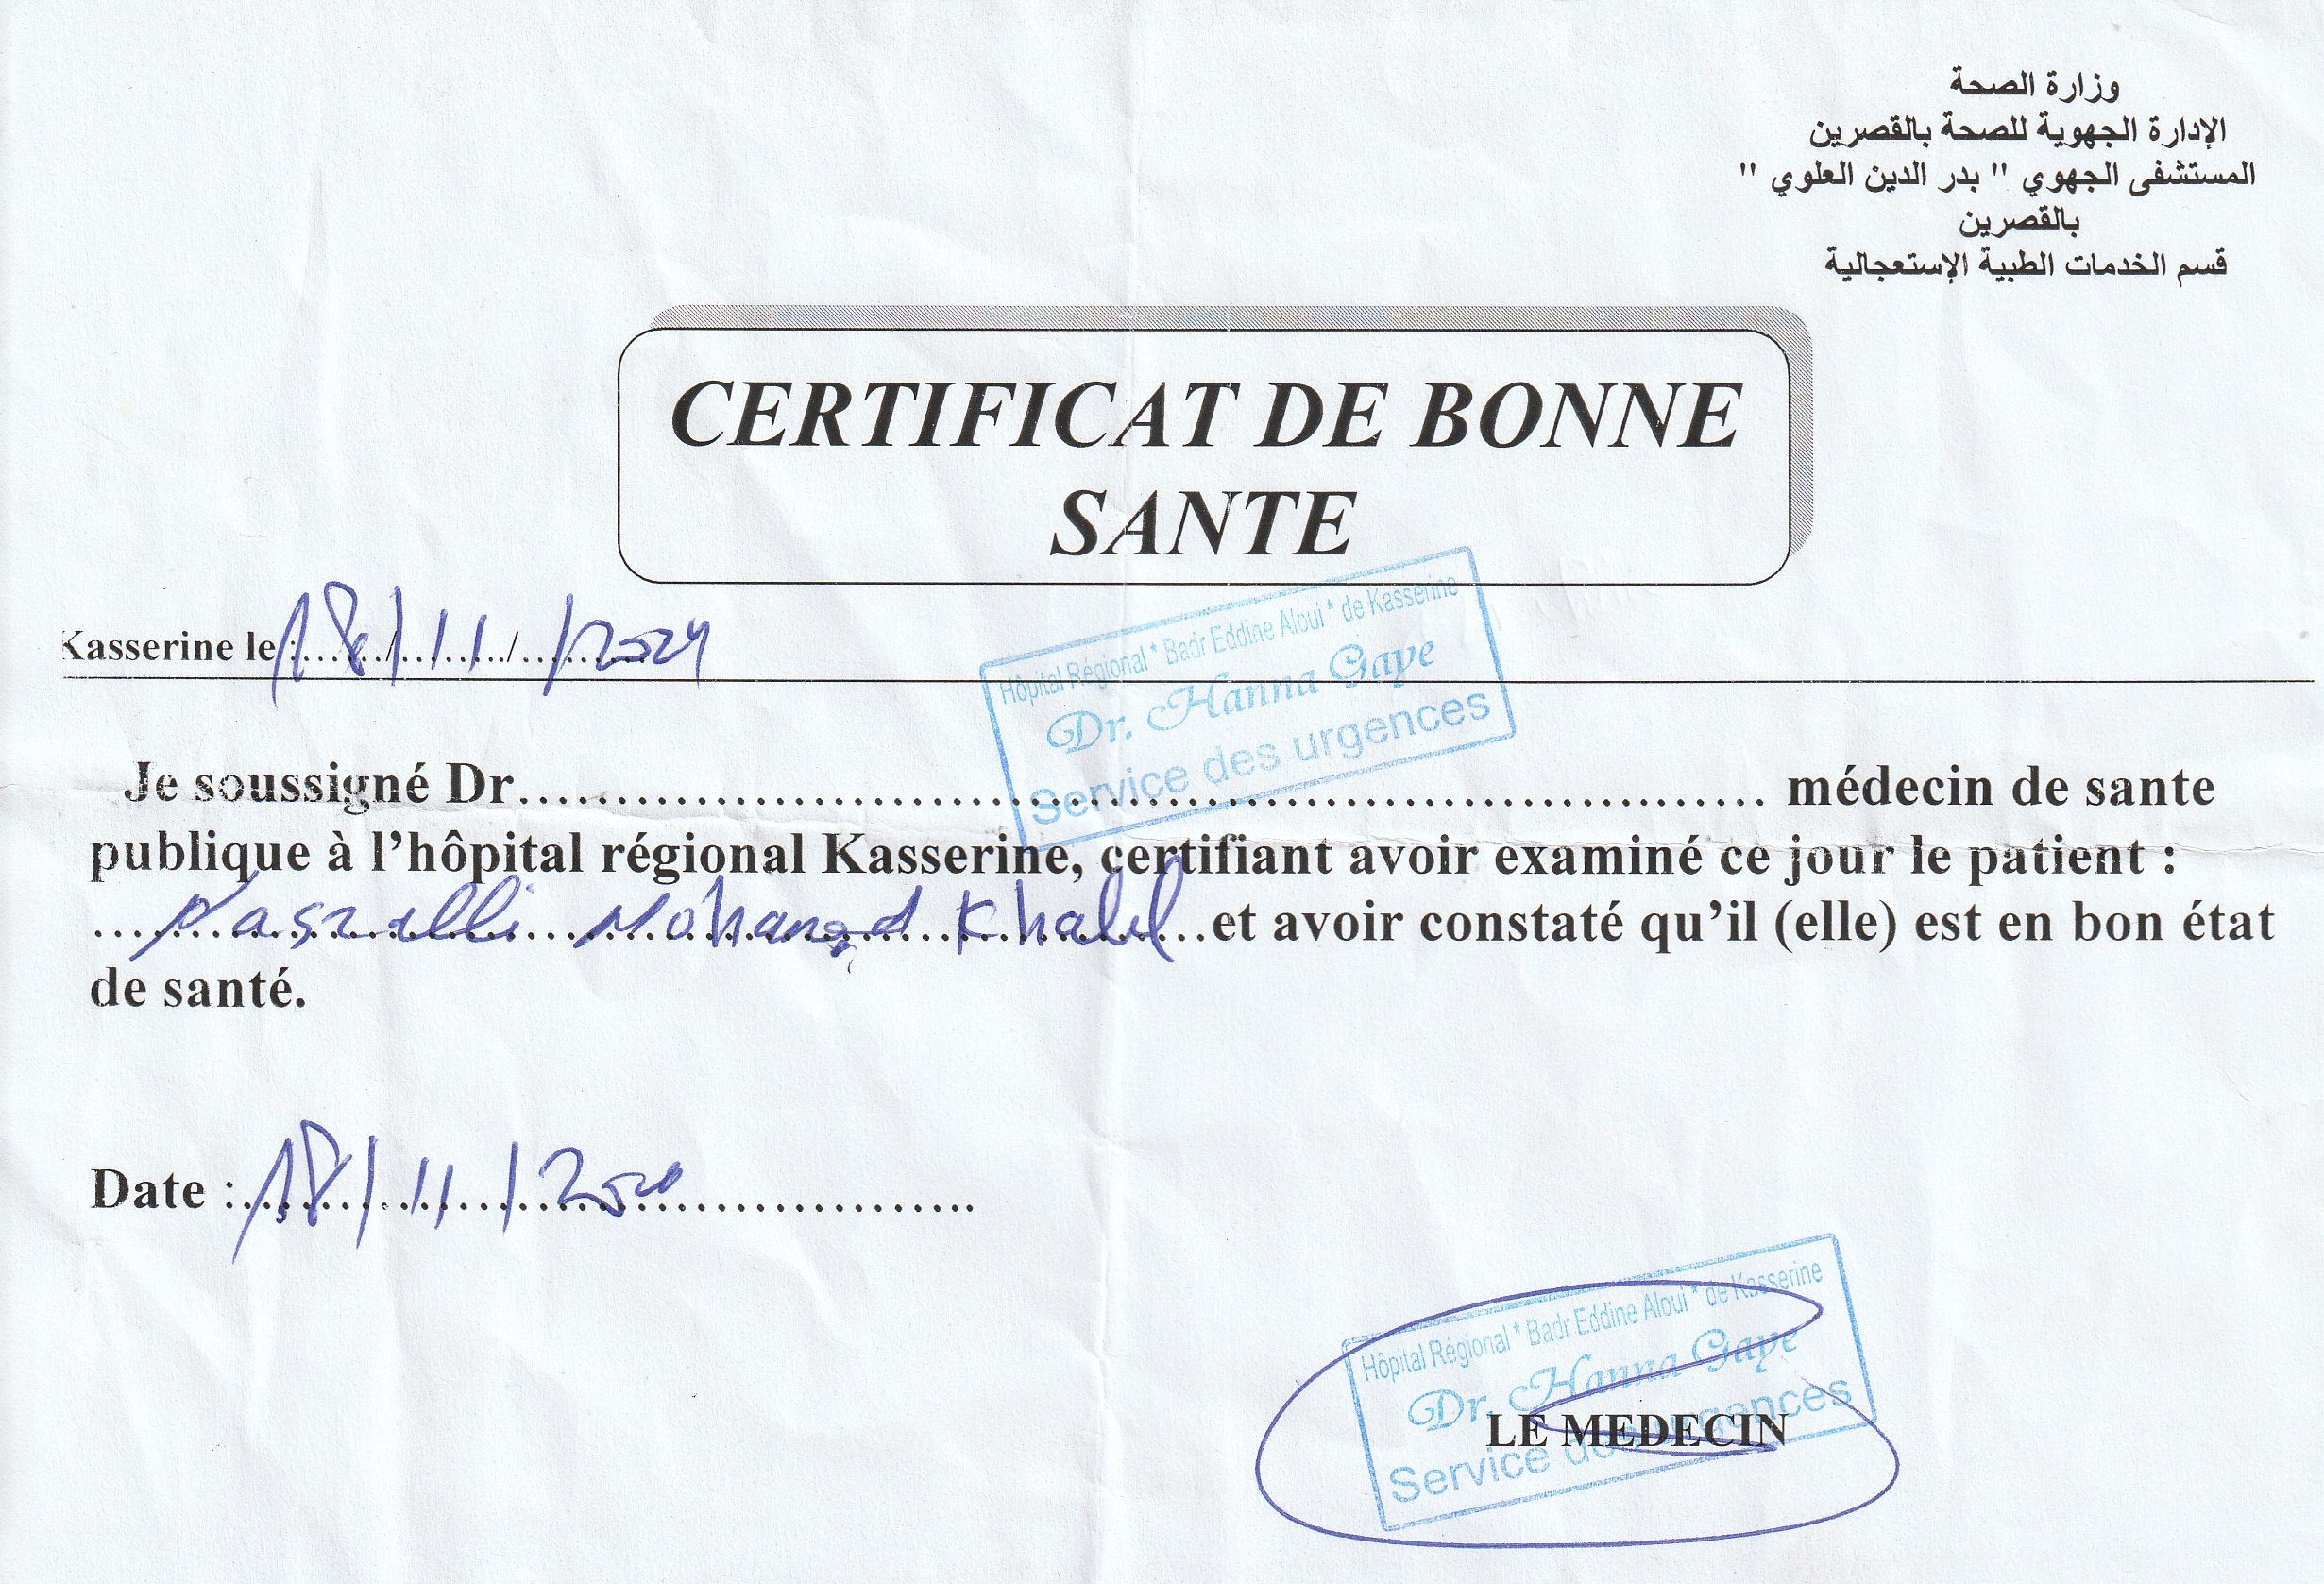 وزارة الصحة
الإدارة الجهوية للصحة بالقصرين
المستشفى الجهوي " بدر الدين العلوي "
بالقصرين
قسم الخدمات الطبية الإستعجالية
CERTIFICAT DE BONNE
SANTE
Kasserine le : 18/11/2024
Hôpital Régional * Badr Eddine Aloui * de Kasserine
Dr. Hanna Gaye
Service des urgences
Je soussigné Dr.................................................................. médecin de sante
publique à l'hôpital régional Kasserine, certifiant avoir examiné ce jour le patient :
Mohamed Khalil et avoir constaté qu'il (elle) est en bon état
de santé.
Date : 18/11/
Hôpital Régional * Badr Eddine Aloui * de Kasserine
Dr. Hanna Gaye
LE MEDECIN
Service des urgences